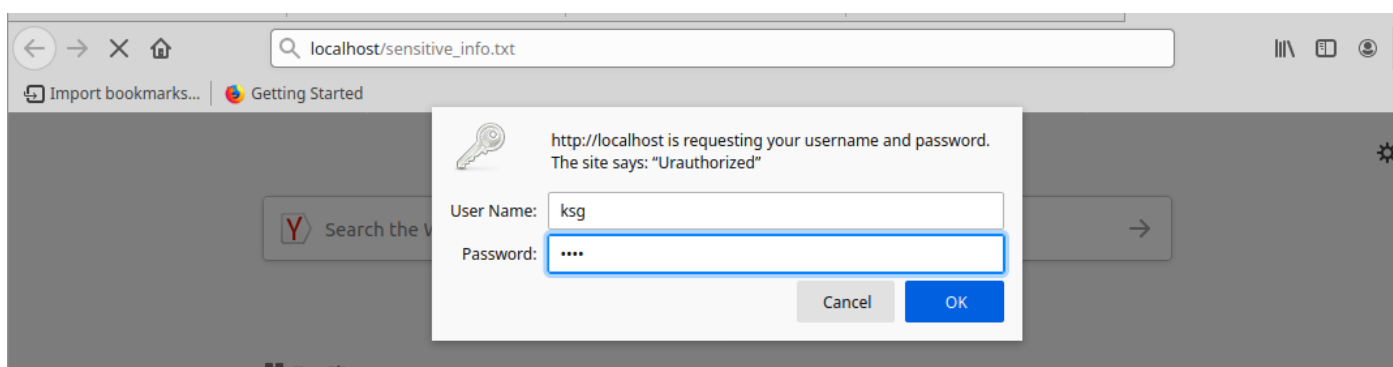 localhost/sensitive_info.txt
Import bookmarks... Getting Started
http://localhost is requesting your username and password.
The site says: “Urauthorized”
User Name: ksg
Search the
Password: ••••
Cancel OK